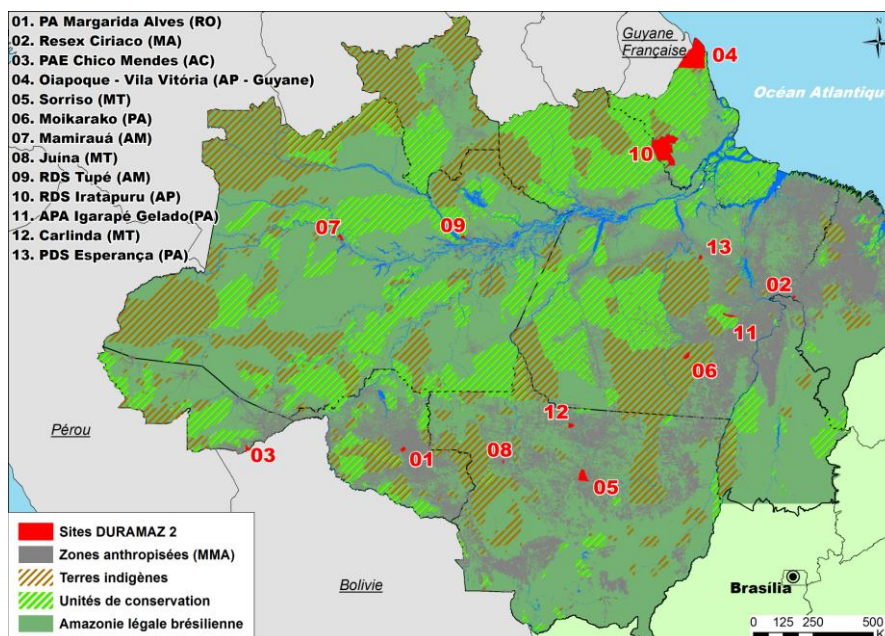 01. PA Margarida Alves (RO)
02. Resex Ciriaco (MA)
03. PAE Chico Mendes (AC)
04. Oiapoque - Vila Vitória (AP - Guyane)
05. Sorriso (MT)
06. Moikarako (PA)
07. Mamirauá (AM)
08. Juína (MT)
09. RDS Tupé (AM)
10. RDS Iratapuru (AP)
11. APA Igarapé Gelado(PA)
12. Carlinda (MT)
13. PDS Esperança (PA)
Guyane
Française
04
Océan Atlantique
10
07
09
13
02
11
06
12
Pérou
03
01
08
05
Bolivie
Brasília
Sites DURAMAZ 2
Zones anthropisées (MMA)
Terres indigènes
Unités de conservation
Amazonie légale brésilienne
0 125 250 500